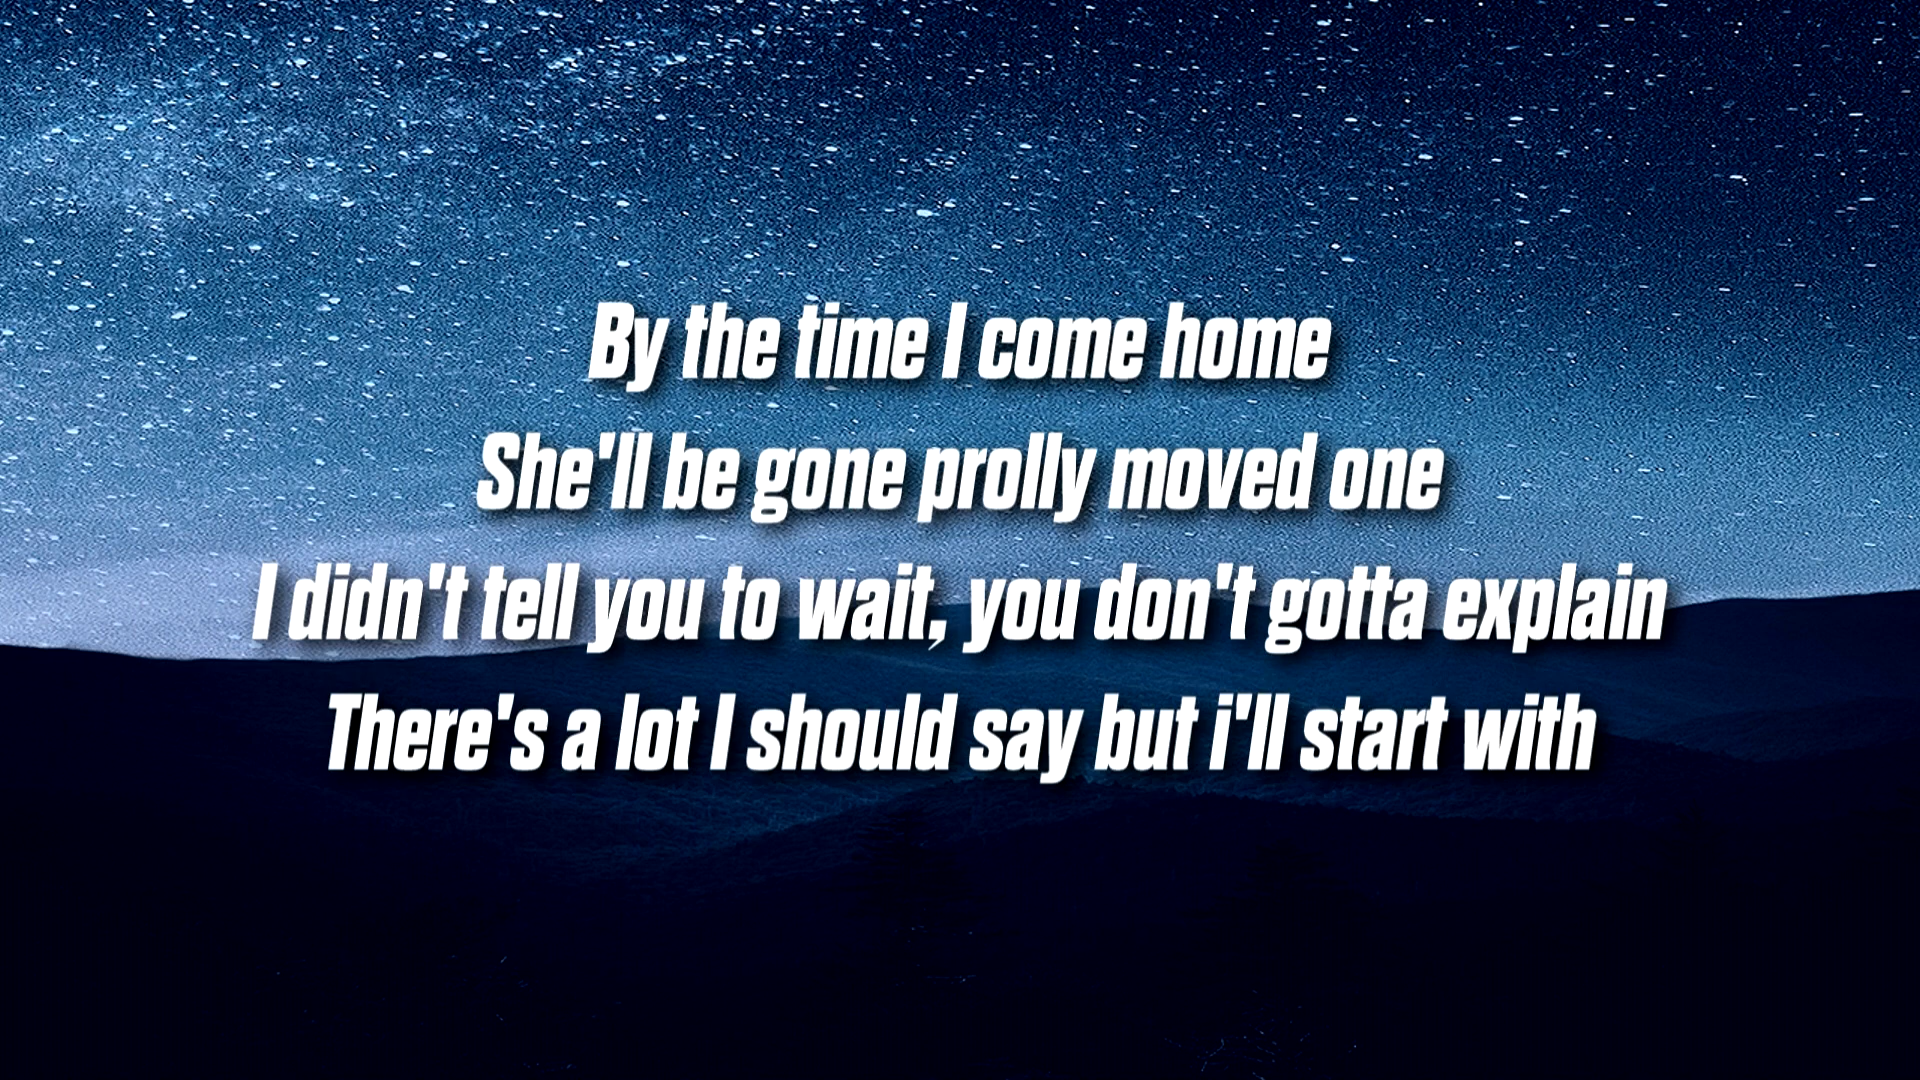 By the time I come home
She'll be gone prolly moved one
I didn't tell you to wait, you don't gotta explain
There's a lot I should say but i'll start with